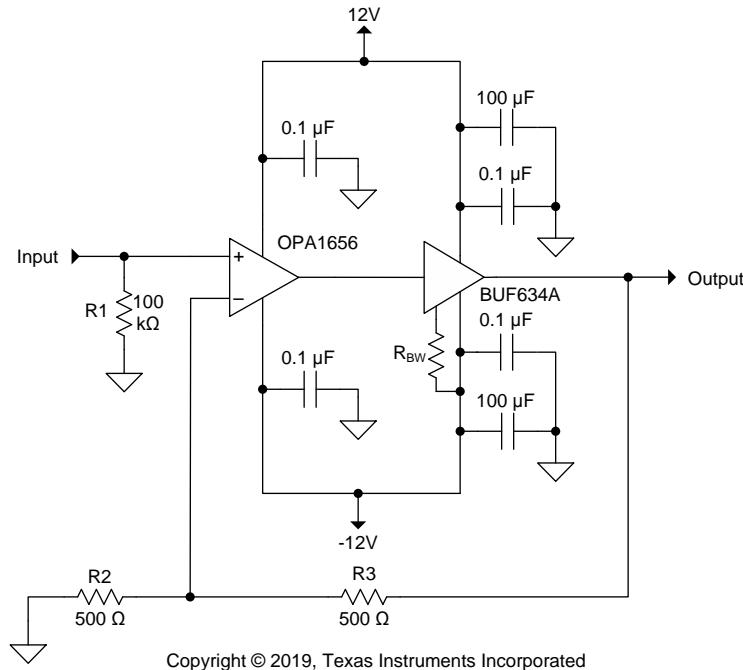 12V
100 µF
0.1 µF
0.1 µF
OPA1656
Input
+
−
R1
100
kΩ
BUF634A
Output
RBW
0.1 µF
0.1 µF
100 µF
-12V
R2
500 Ω
R3
500 Ω
Copyright © 2019, Texas Instruments Incorporated